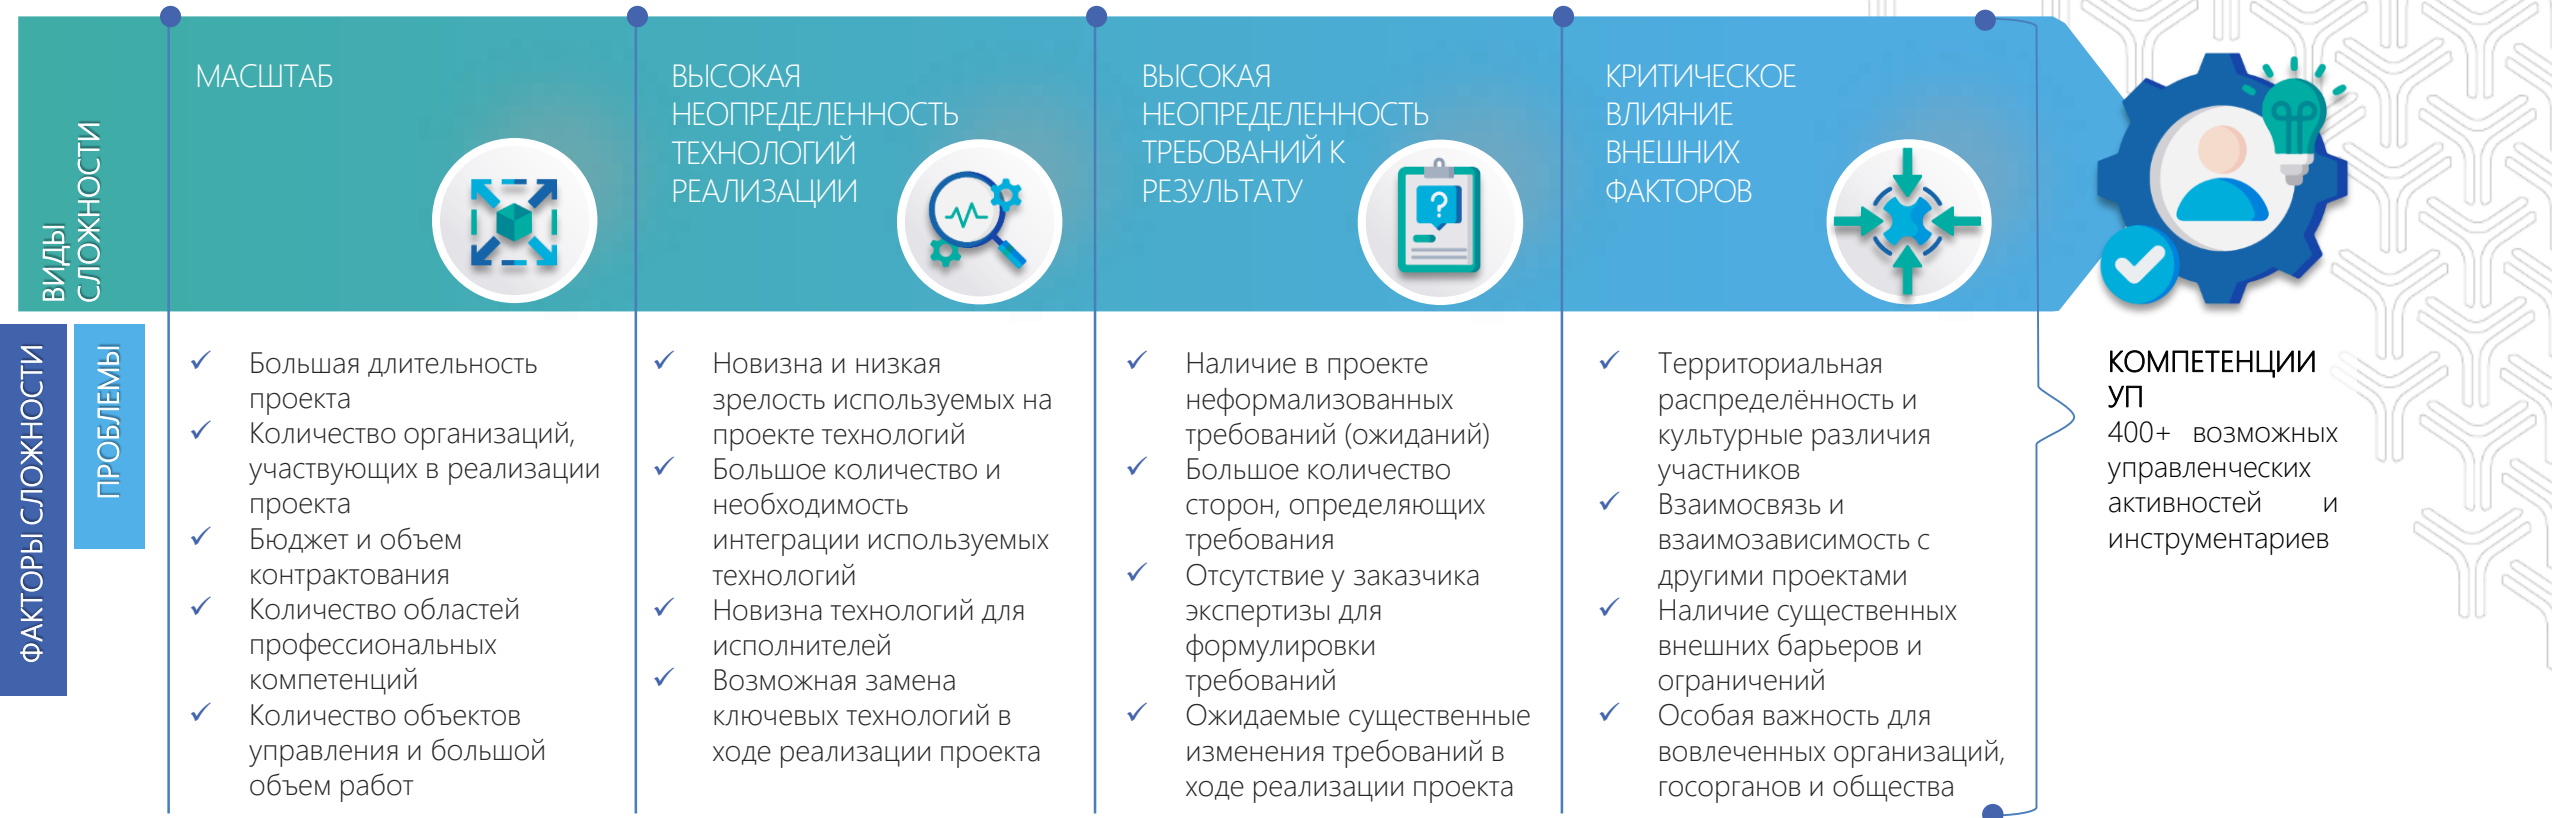 ВИДЫ
СЛОЖНОСТИ
МАСШТАБ
ВЫСОКАЯ
НЕОПРЕДЕЛЕННОСТЬ
ТЕХНОЛОГИЙ
РЕАЛИЗАЦИИ
ВЫСОКАЯ
НЕОПРЕДЕЛЕННОСТЬ
ТРЕБОВАНИЙ К
РЕЗУЛЬТАТУ
КРИТИЧЕСКОЕ
ВЛИЯНИЕ
ВНЕШНИХ
ФАКТОРОВ
ФАКТОРЫ СЛОЖНОСТИ
ПРОБЛЕМЫ
Большая длительность
проекта
Количество организаций,
участвующих в реализации
проекта
Бюджет и объем
контрактования
Количество областей
профессиональных
компетенций
Количество объектов
управления и большой
объем работ
Новизна и низкая
зрелость используемых на
проекте технологий
Большое количество и
необходимость
интеграции используемых
технологий
Новизна технологий для
исполнителей
Возможная замена
ключевых технологий в
ходе реализации проекта
Наличие в проекте
неформализованных
требований (ожиданий)
Большое количество
сторон, определяющих
требования
Отсутствие у заказчика
экспертизы для
формулировки
требований
Ожидаемые существенные
изменения требований в
ходе реализации проекта
Территориальная
распределённость и
культурные различия
участников
Взаимосвязь и
взаимозависимость с
другими проектами
Наличие существенных
внешних барьеров и
ограничений
Особая важность для
вовлеченных организаций,
госорганов и общества
КОМПЕТЕНЦИИ
УП
400+ возможных
управленческих
активностей и
инструментариев